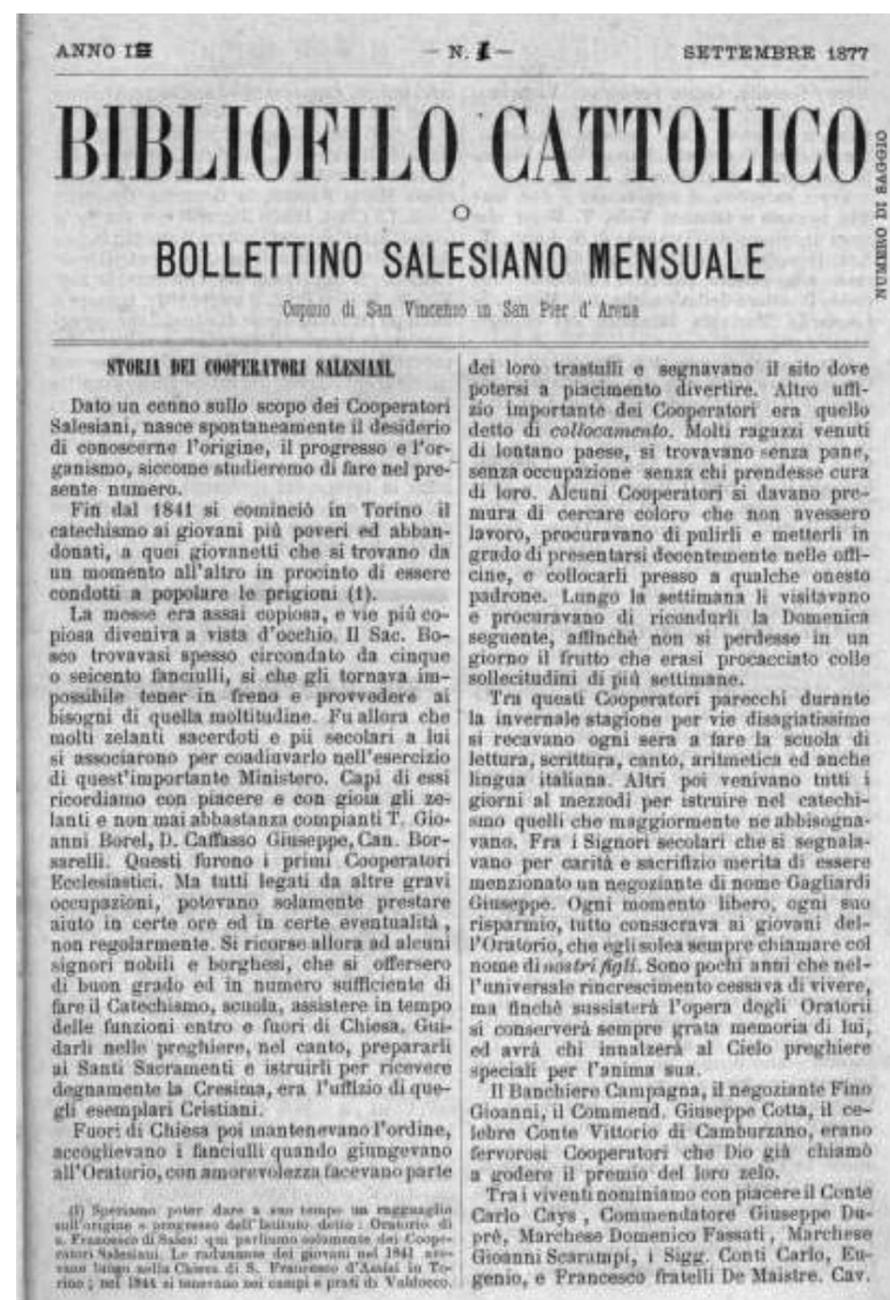 ANNO III
– N. 1 –
SETTEMBRE 1877
BIBLIOFILO CATTOLICO
O
BOLLETTINO SALESIANO MENSUALE
Ospizio di San Vincenzo in San Pier d' Arena
NUMERO DI SAGGIO
STORIA DEI COOPERATORI SALESIANI.
Dato un cenno sullo scopo dei Cooperatori
Salesiani, nasce spontaneamente il desiderio
di conoscerne l'origine, il progresso e l'or-
ganismo, siccome studieremo di fare nel pre-
sente numero.
Fin dal 1841 si cominciò in Torino il
catechismo ai giovani più poveri ed abban-
donati, a quei giovanetti che si trovano da
un momento all'altro in procinto di essere
condotti a popolare le prigioni (1).
La messe era assai copiosa, e vie più co-
piosa diveniva a vista d'occhio. Il Sac. Bo-
sco trovavasi spesso circondato da cinque
o seicento fanciulli, si che gli tornava im-
possibile tener in freno e provvedere ai
bisogni di quella moltitudine. Fu allora che
molti zelanti sacerdoti e pii secolari a lui
si associarono per coadiuvarlo nell'esercizio
di quest'importante Ministero. Capi di essi
ricordiamo con piacere e con gioia gli ze-
lanti e non mai abbastanza compianti T. Gio-
anni Borel, D. Caffasso Giuseppe, Can. Bor-
sarelli. Questi furono i primi Cooperatori
Ecclesiastici. Ma tutti legati da altre gravi
occupazioni, potevano solamente prestare
aiuto in certe ore ed in certe eventualità ,
non regolarmente. Si ricorse allora ad alcuni
signori nobili e borghesi, che si offersero
di buon grado ed in numero sufficiente di
fare il Catechismo, scuola, assistere in tempo
delle funzioni entro e fuori di Chiesa. Gui-
darli nelle preghiere, nel canto, prepararli
ai Santi Sacramenti e istruirli per ricevere
degnamente la Cresima, era l'uffizio di que-
gli esemplari Cristiani.
Fuori di Chiesa poi mantenevano l'ordine,
accoglievano i fanciulli quando giungevano
all'Oratorio, con amorevolezza facevano parte
(1) Speriamo poter dare a suo tempo un ragguaglio
sull'origine e progresso dell'Istituto detto : Oratorio di
s. Francesco di Sales: qui parliamo solamente dei Coope-
ratori Salesiani. Le radunanze dei giovani nel 1841 ave-
vano luogo nella Chiesa di S. Francesco d'Assisi in To-
rino ; nel 1844 si tenevano nei campi e prati di Valdocco.
dei loro trastulli e segnavano il sito dove
potersi a piacimento divertire. Altro uffi-
zio importante dei Cooperatori era quello
detto di collocamento. Molti ragazzi venuti
di lontano paese, si trovavano senza pane,
senza occupazione senza chi prendesse cura
di loro. Alcuni Cooperatori si davano pre-
mura di cercare coloro che non avessero
lavoro, procuravano di pulirli e metterli in
grado di presentarsi decentemente nelle offi-
cine, e collocarli presso a qualche onesto
padrone. Lungo la settimana li visitavano
e procuravano di ricondurli la Domenica
seguente, affinchè non si perdesse in un
giorno il frutto che erasi procacciato colle
sollecitudini di più settimane.
Tra questi Cooperatori parecchi durante
la invernale stagione per vie disagiatissime
si recavano ogni sera a fare la scuola di
lettura, scrittura, canto, aritmetica ed anche
lingua italiana. Altri poi venivano tutti i
giorni al mezzodi per istruire nel catechi-
smo quelli che maggiormente ne abbisogna-
vano. Fra i Signori secolari che si segnala-
vano per carità e sacrifizio merita di essere
menzionato un negoziante di nome Gagliardi
Giuseppe. Ogni momento libero, ogni suo
risparmio, tutto consacrava ai giovani del-
l'Oratorio, che egli solea sempre chiamare col
nome di nostri figli. Sono pochi anni che nel-
l'universale rincrescimento cessava di vivere,
ma finchè sussisterà l'opera degli Oratorii
si conserverà sempre grata memoria di lui,
ed avrà chi innalzerà al Cielo preghiere
speciali per l'anima sua.
Il Banchiere Campagna, il negoziante Fino
Gioanni, il Commend. Giuseppe Cotta, il ce-
lebre Conte Vittorio di Camburzano, erano
fervorosi Cooperatori che Dio già chiamò
a godere il premio del loro zelo.
Tra i viventi nominiamo con piacere il Conte
Carlo Cays , Commendatore Giuseppe Du-
prè, Marchese Domenico Fassati , Marchese
Gioanni Scarampi, i Sigg. Conti Carlo, Eu-
genio, e Francesco fratelli De Maistre. Cav.